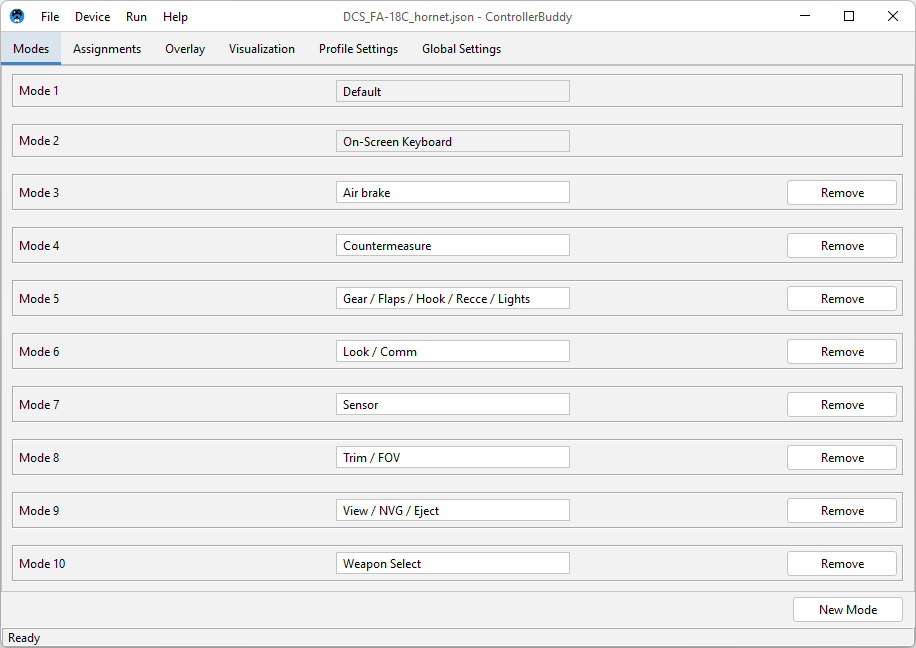 DCS_FA-18C_hornet.json - ControllerBuddy
File Device Run Help
Modes Assignments Overlay Visualization Profile Settings Global Settings
Mode 1 Default
Mode 2 On-Screen Keyboard
Mode 3 Air brake Remove
Mode 4 Countermeasure Remove
Mode 5 Gear / Flaps / Hook / Recce / Lights Remove
Mode 6 Look / Comm Remove
Mode 7 Sensor Remove
Mode 8 Trim / FOV Remove
Mode 9 View / NVG / Eject Remove
Mode 10 Weapon Select Remove
New Mode
Ready